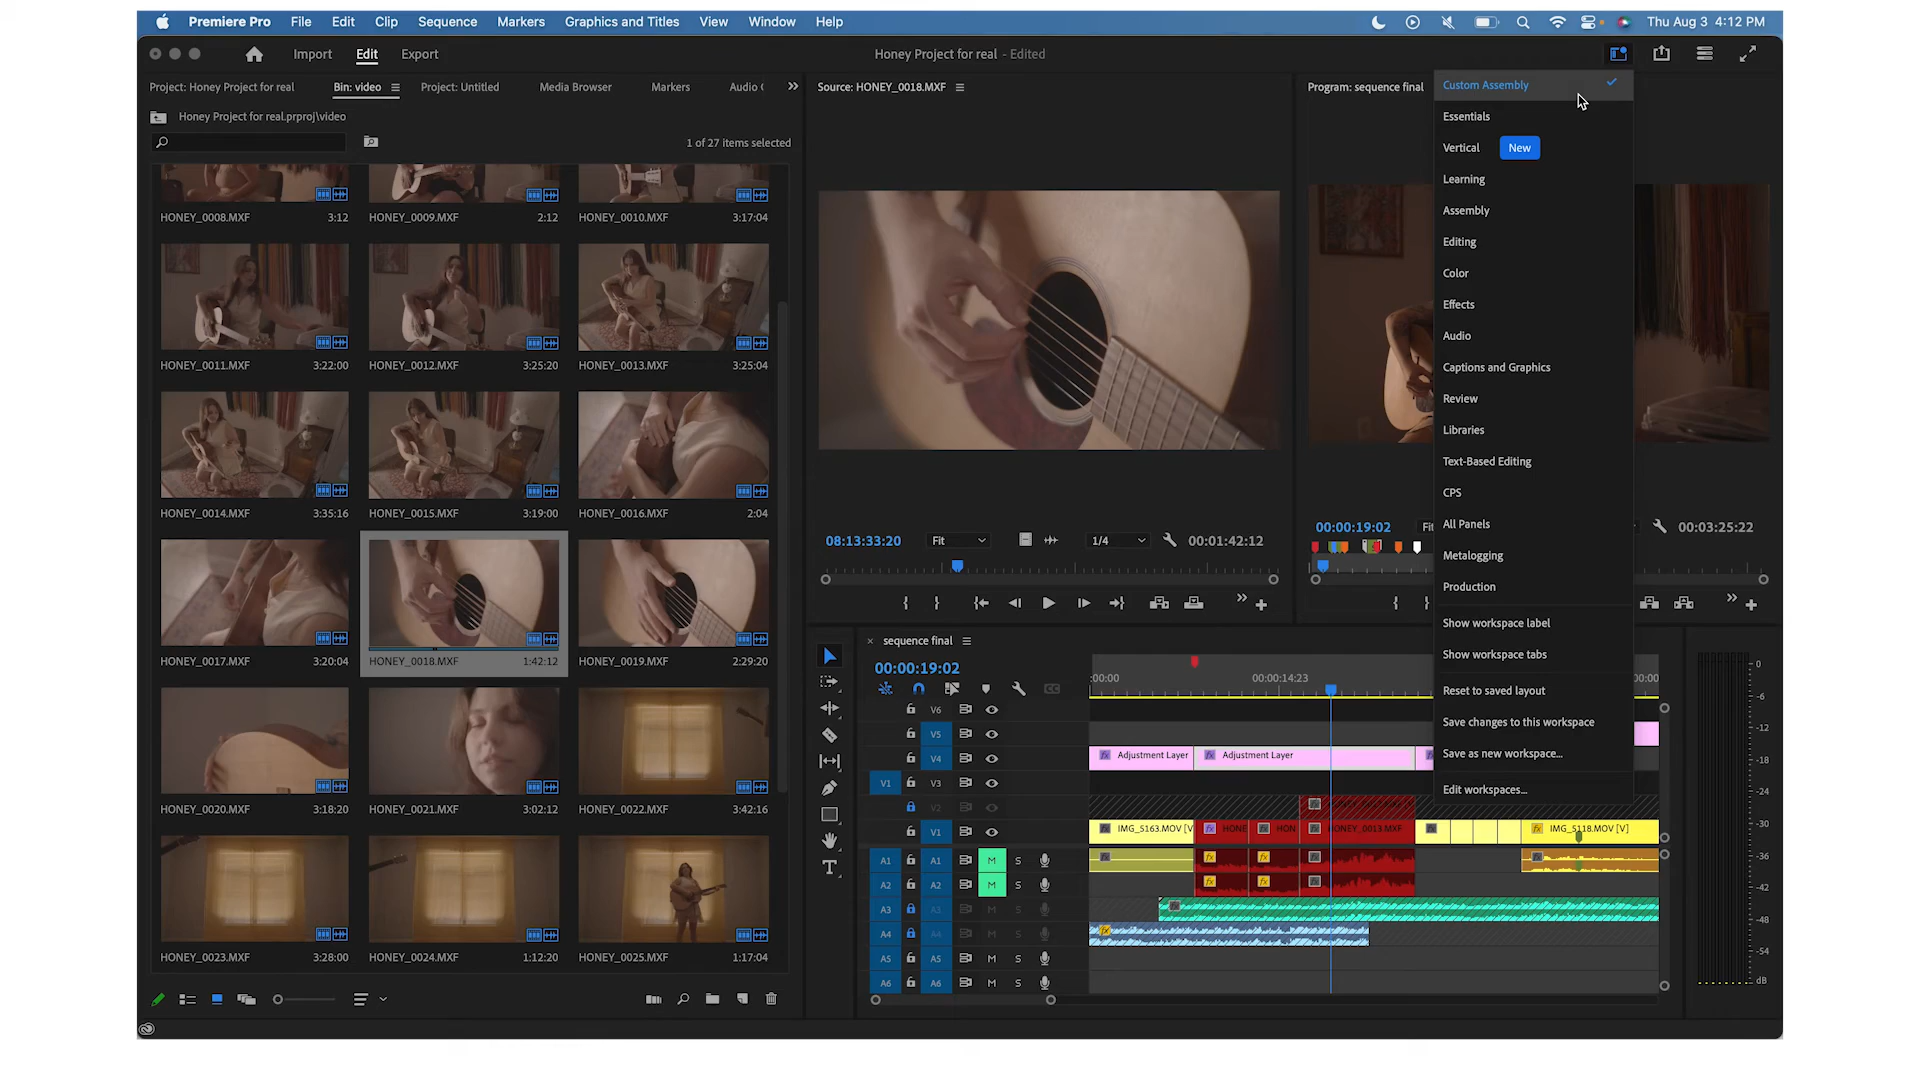 Premiere Pro File Edit Clip Sequence Markers Graphics and Titles View Window Help Thu Aug 3 4:12 PM
Import Edit Export Honey Project for real - Edited
Project: Honey Project for real Bin: video Project: Untitled Media Browser Markers Audio Source: HONEY_0018.MXF Program: sequence final
Honey Project for real.prproj\video
1 of 27 items selected
HONEY_0008.MXF 3:12 HONEY_0009.MXF 2:12 HONEY_0010.MXF 3:17:04
HONEY_0011.MXF 3:22:00 HONEY_0012.MXF 3:25:20 HONEY_0013.MXF 3:25:04
HONEY_0014.MXF 3:35:16 HONEY_0015.MXF 3:19:00 HONEY_0016.MXF 2:04
HONEY_0017.MXF 3:20:04 HONEY_0018.MXF 1:42:12 HONEY_0019.MXF 2:29:20
HONEY_0020.MXF 3:18:20 HONEY_0021.MXF 3:02:12 HONEY_0022.MXF 3:42:16
HONEY_0023.MXF 3:28:00 HONEY_0024.MXF 1:12:20 HONEY_0025.MXF 1:17:04
08:13:33:20 Fit 1/4 00:01:42:12
00:00:19:02 Fi 00:03:25:22
Custom Assembly
Essentials
Vertical New
Learning
Assembly
Editing
Color
Effects
Audio
Captions and Graphics
Review
Libraries
Text-Based Editing
CPS
All Panels
Metalogging
Production
Show workspace label
Show workspace tabs
Reset to saved layout
Save changes to this workspace
Save as new workspace...
Edit workspaces...
sequence final
00:00:19:02
:00:00 00:00:14:23 00:00
V6
V5
V4 Adjustment Layer Adjustment Layer
V1 V3
V2
V1 IMG_5163.MOV [V HONE HON HONEY_0013.MXF IMG_5118.MOV [V]
A1 A1 M S
A2 A2 M S
A3 A3 M S
A4 A4 M S
A5 A5 M S
A6 A6 M S
0
-6
-12
-18
-24
-30
-36
-42
-48
-54
dB